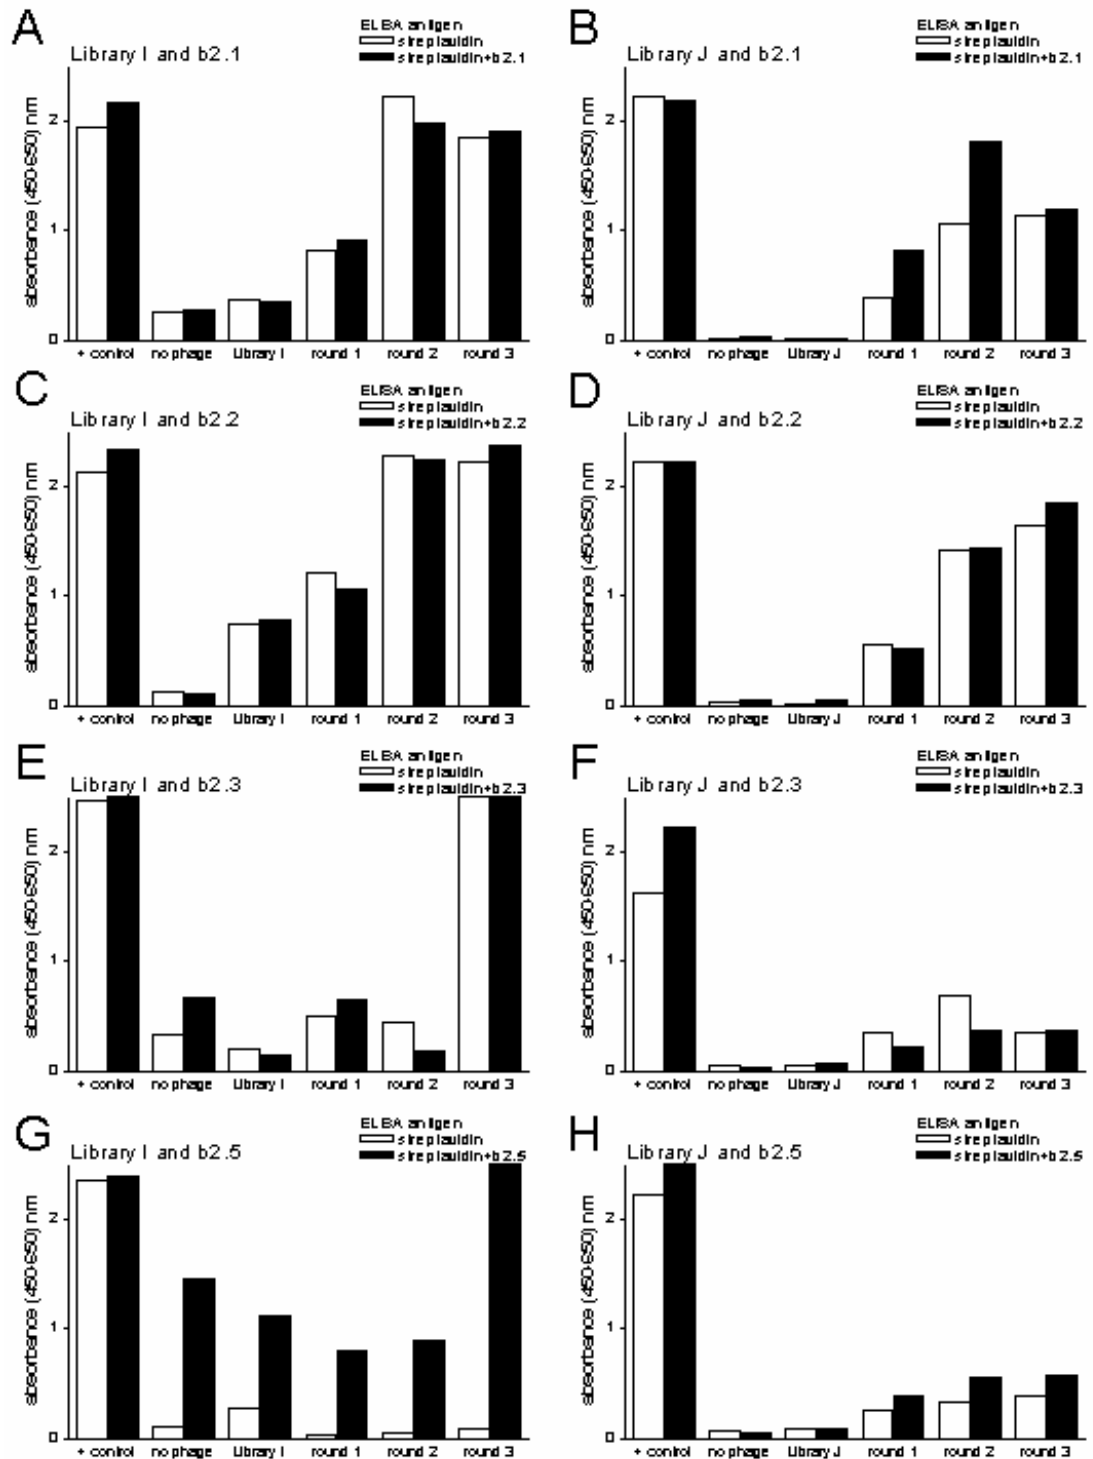 A
Library I and b2.1
ELISA antigen
streptavidin
streptavidin+b2.1
absorbance (450-650) nm
2
1
0
+ control no phage Library I round 1 round 2 round 3
B
Library J and b2.1
ELISA antigen
streptavidin
streptavidin+b2.1
absorbance (450-650) nm
2
1
0
+ control no phage Library J round 1 round 2 round 3
C
Library I and b2.2
ELISA antigen
streptavidin
streptavidin+b2.2
absorbance (450-650) nm
2
1
0
+ control no phage Library I round 1 round 2 round 3
D
Library J and b2.2
ELISA antigen
streptavidin
streptavidin+b2.2
absorbance (450-650) nm
2
1
0
+ control no phage Library J round 1 round 2 round 3
E
Library I and b2.3
ELISA antigen
streptavidin
streptavidin+b2.3
absorbance (450-650) nm
2
1
0
+ control no phage Library I round 1 round 2 round 3
F
Library J and b2.3
ELISA antigen
streptavidin
streptavidin+b2.3
absorbance (450-650) nm
2
1
0
+ control no phage Library J round 1 round 2 round 3
G
Library I and b2.5
ELISA antigen
streptavidin
streptavidin+b2.5
absorbance (450-650) nm
2
1
0
+ control no phage Library I round 1 round 2 round 3
H
Library J and b2.5
ELISA antigen
streptavidin
streptavidin+b2.5
absorbance (450-650) nm
2
1
0
+ control no phage Library J round 1 round 2 round 3